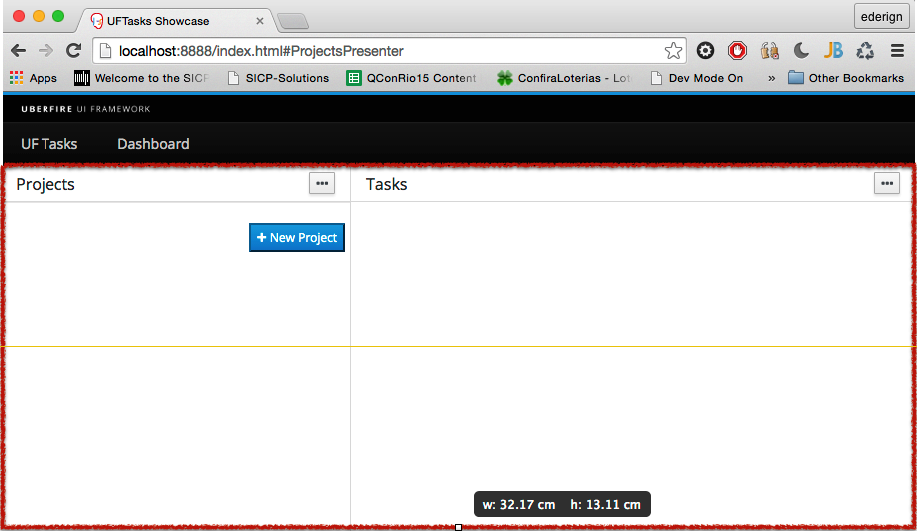 UFTasks Showcase
ederign
localhost:8888/index.html#ProjectsPresenter
Apps Welcome to the SICP SICP-Solutions QConRio15 Content ConfiraLoterias - Lot Dev Mode On » Other Bookmarks
UBERFIRE UI FRAMEWORK
UF Tasks Dashboard
Projects Tasks
+ New Project
w: 32.17 cm h: 13.11 cm